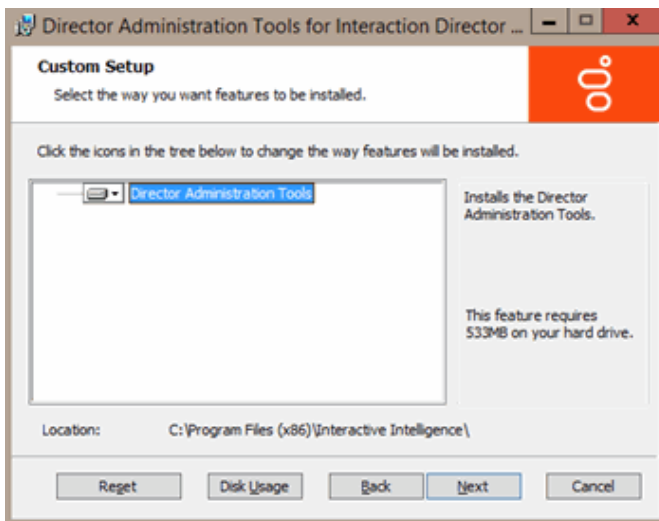 Director Administration Tools for Interaction Director ...
Custom Setup
Select the way you want features to be installed.
Click the icons in the tree below to change the way features will be installed.
Director Administration Tools
Installs the Director
Administration Tools.
This feature requires
533MB on your hard drive.
Location: C:\Program Files (x86)\Interactive Intelligence\
Reset Disk Usage Back Next Cancel